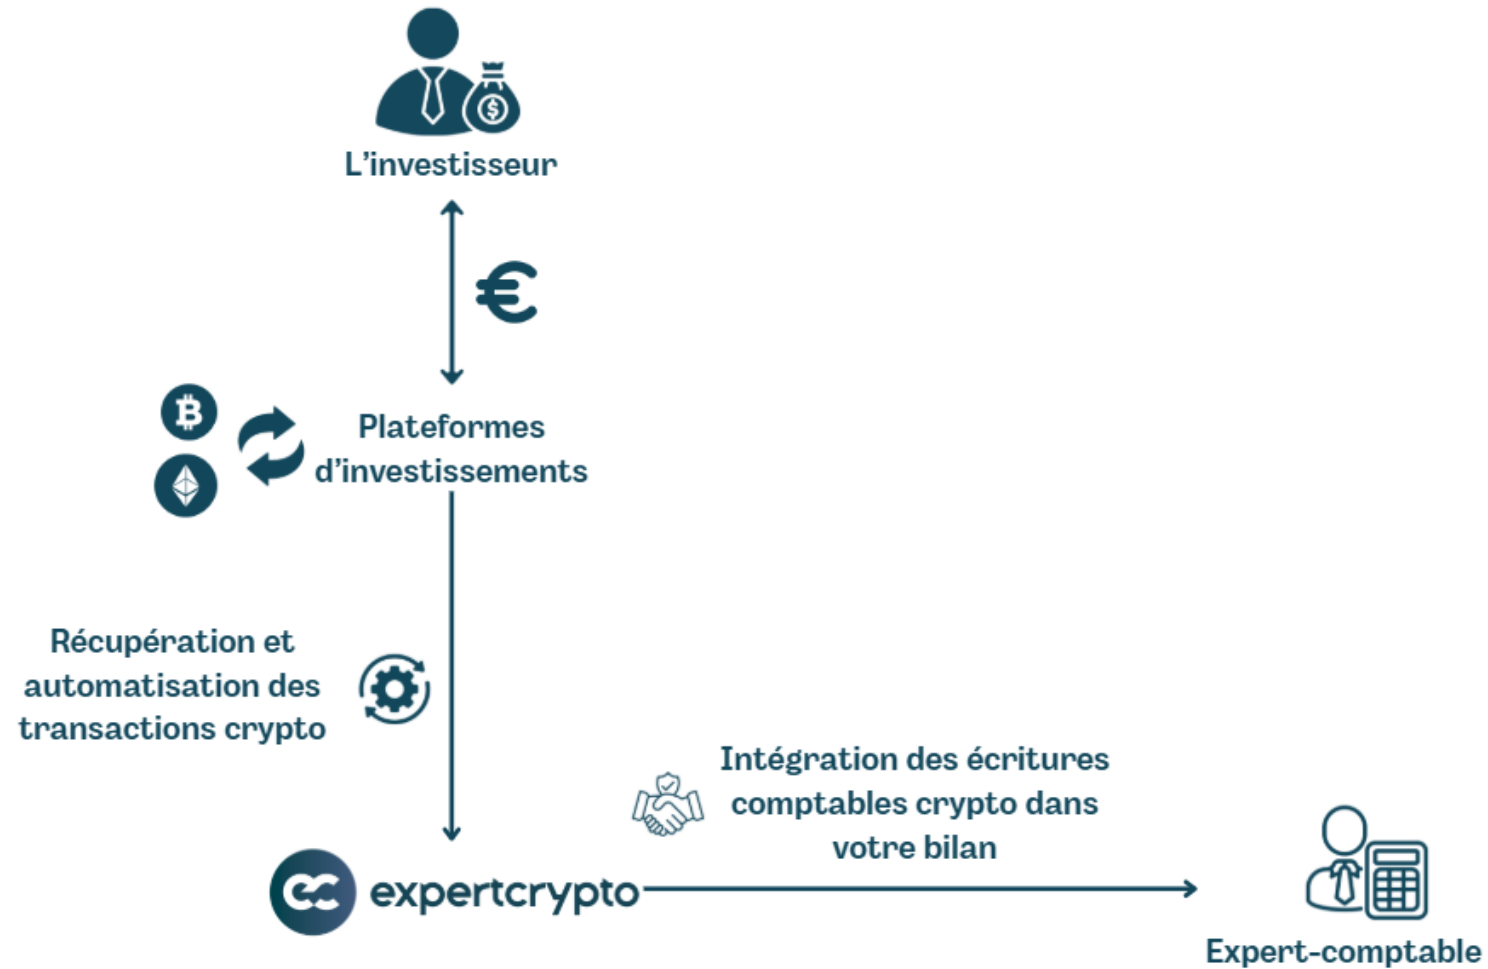 L'investisseur
€
Plateformes
d'investissements
Récupération et
automatisation des
transactions crypto
Intégration des écritures
comptables crypto dans
votre bilan
expertcrypto
Expert-comptable